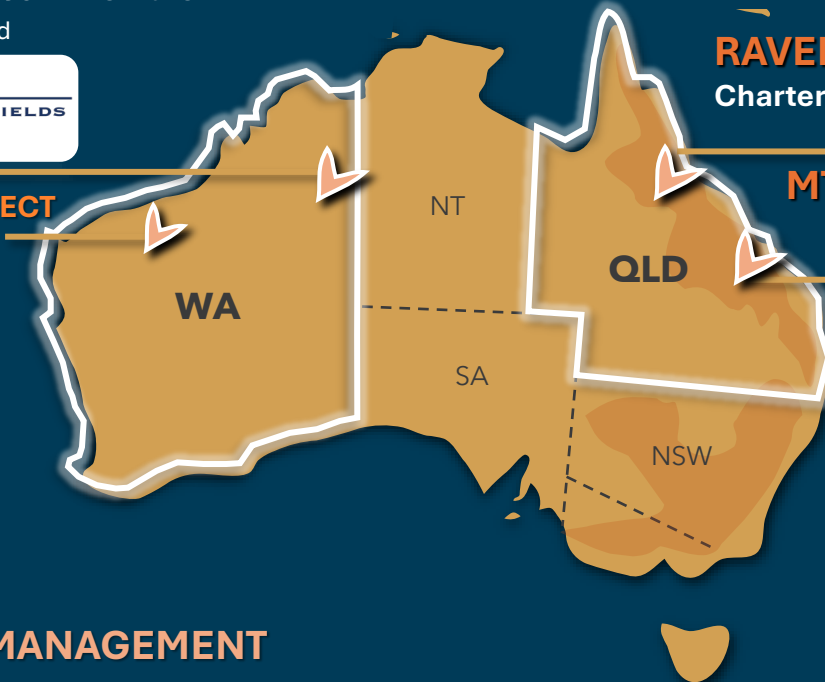 d
IELDS
RAVE
Charter
ECT
MT
NT
QLD
WA
SA
NSW
MANAGEMENT